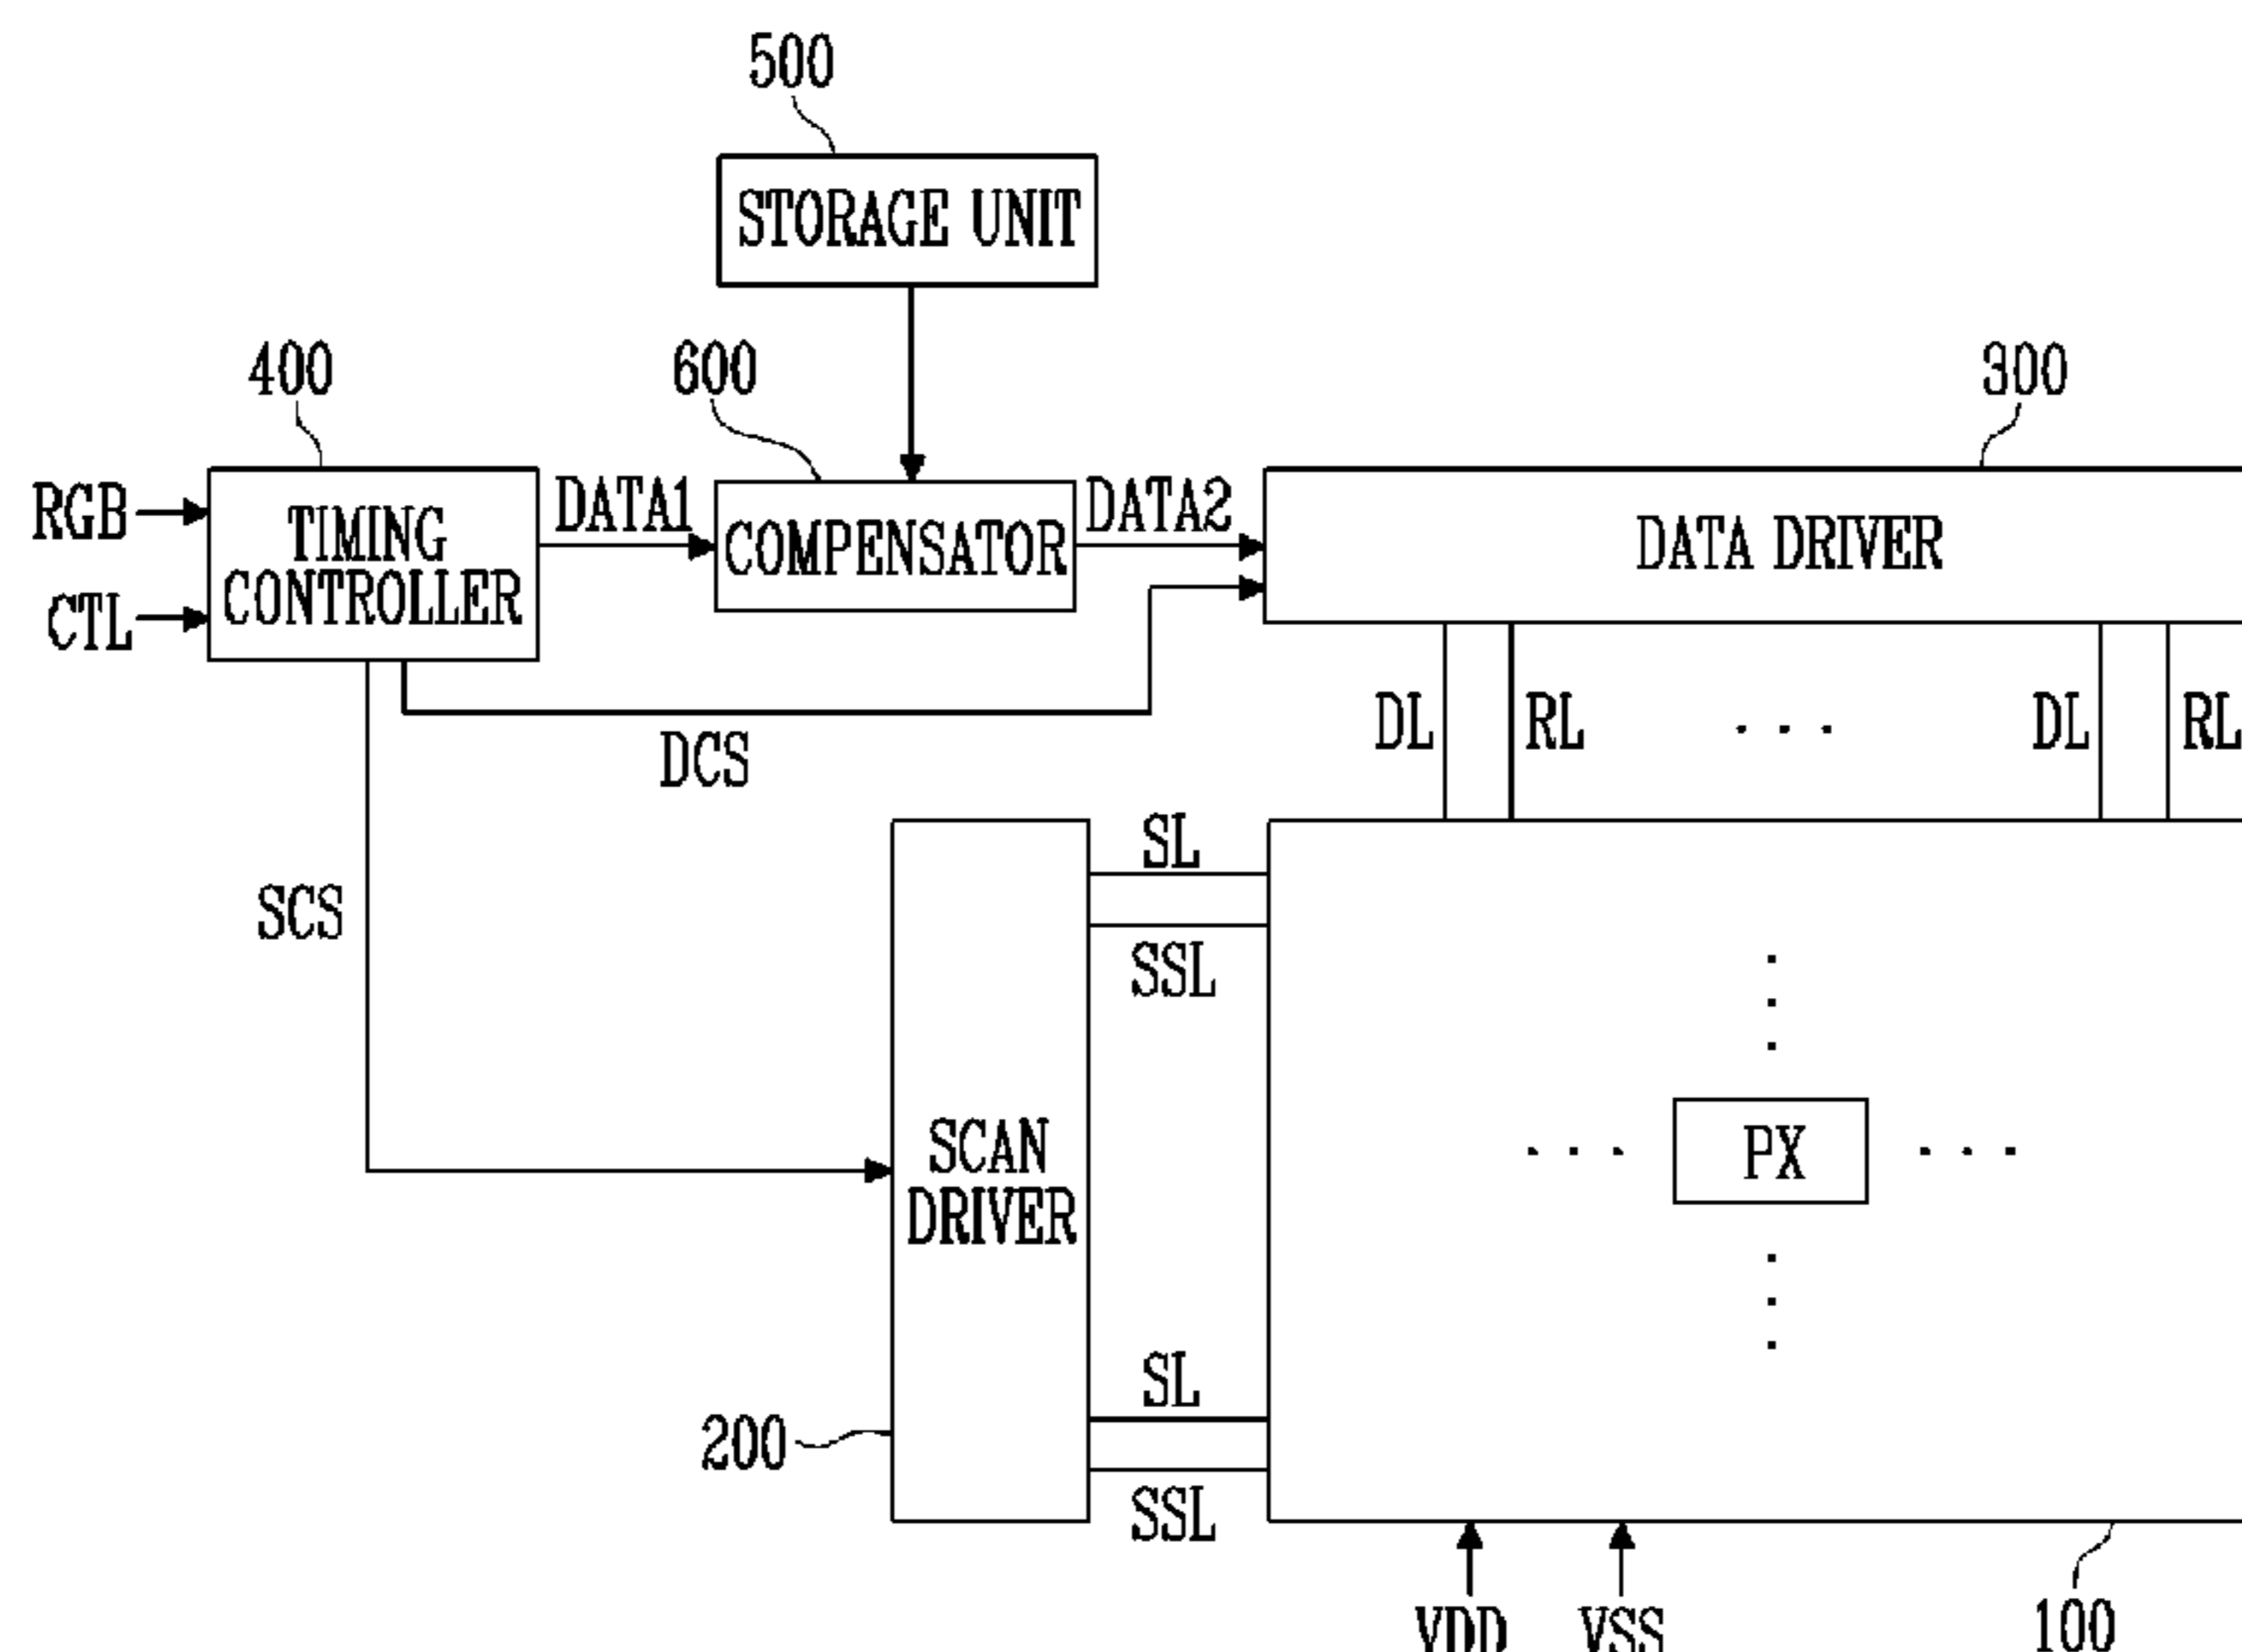 500
STORAGE UNIT
400
600
300
RGB
CTL
TIMING
CONTROLLER
DATA1
COMPENSATOR
DATA2
DATA DRIVER
DCS
DL
RL
. . .
DL
RL
SCS
SL
SSL
SCAN
DRIVER
. . .
PX
. . .
200
SL
SSL
VDD
VSS
100